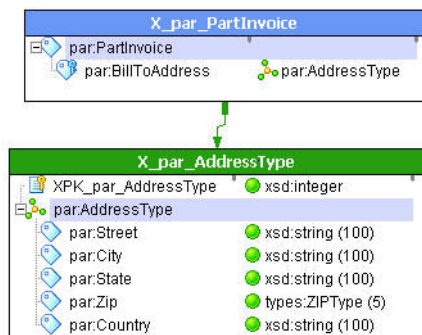 X_par_PartInvoice
par:PartInvoice
par:BillToAddress par:AddressType
X_par_AddressType
XPK_par_AddressType xsd:integer
par:AddressType
par:Street xsd:string (100)
par:City xsd:string (100)
par:State xsd:string (100)
par:Zip types:ZIPType (5)
par:Country xsd:string (100)